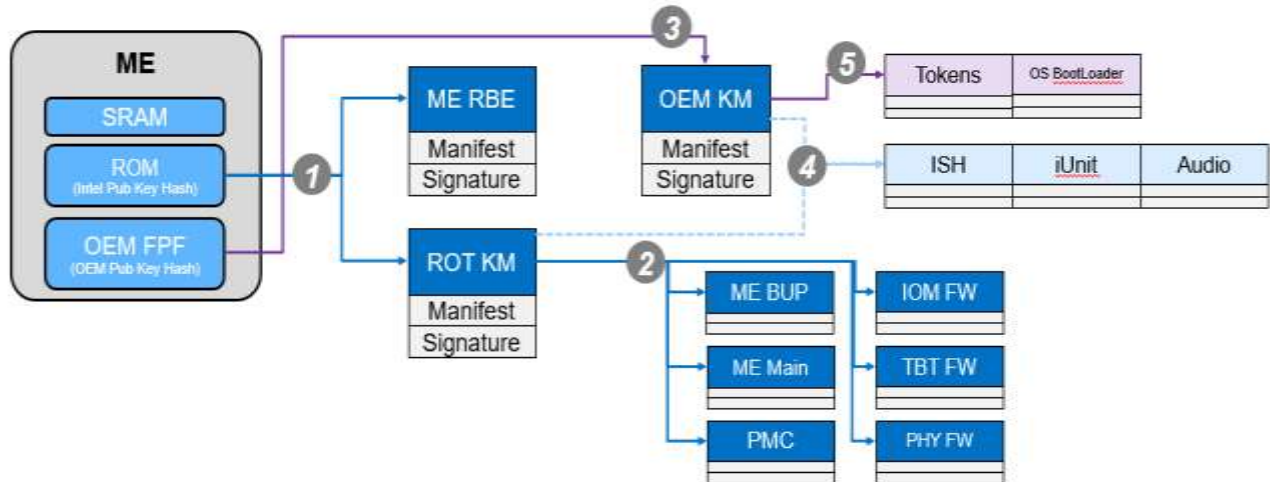 ME
SRAM
ROM
(Intel Pub Key Hash)
OEM FPF
(OEM Pub Key Hash)
1
ME RBE
Manifest
Signature
ROT KM
Manifest
Signature
3
OEM KM
Manifest
Signature
5
Tokens
OS BootLoader
4
ISH
iUnit
Audio
2
ME BUP
IOM FW
ME Main
TBT FW
PMC
PHY FW